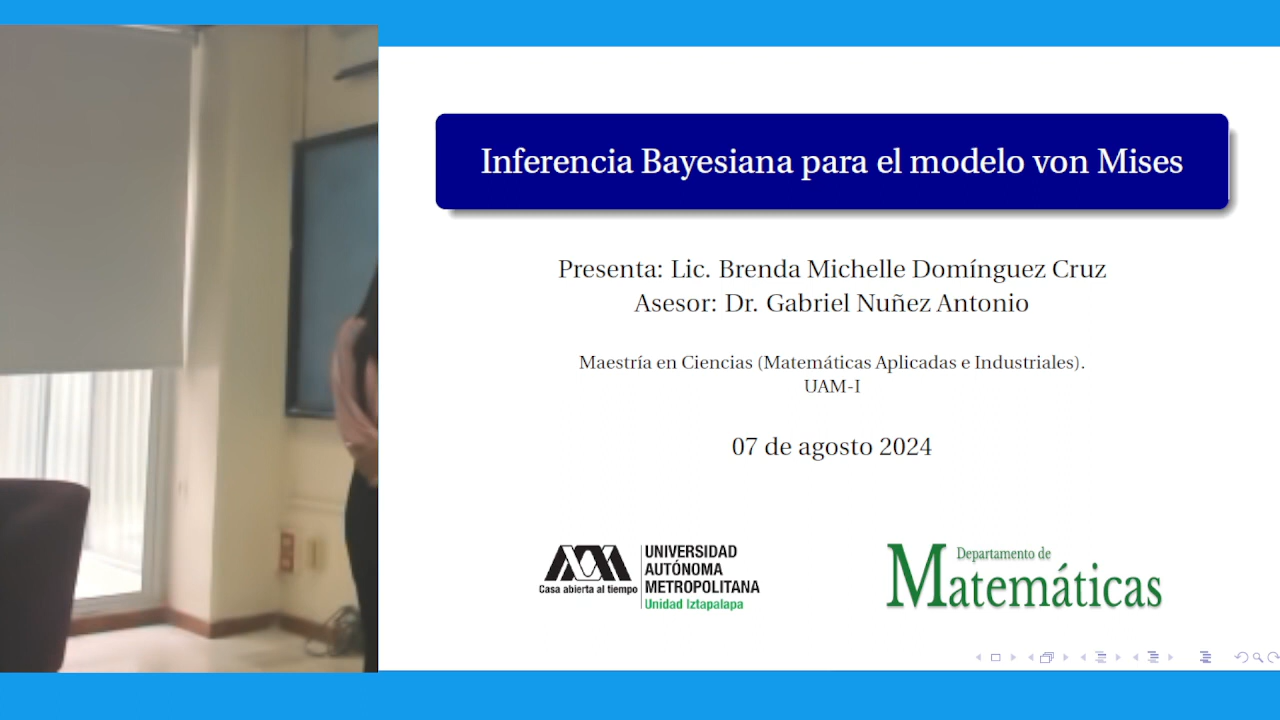 Inferencia Bayesiana para el modelo von Mises
Presenta: Lic. Brenda Michelle Domínguez Cruz
Asesor: Dr. Gabriel Nuñez Antonio
Maestría en Ciencias (Matemáticas Aplicadas e Industriales).
UAM-I
07 de agosto 2024
Casa abierta al tiempo
UNIVERSIDAD
AUTÓNOMA
METROPOLITANA
Unidad Iztapalapa
Departamento de
Matemáticas